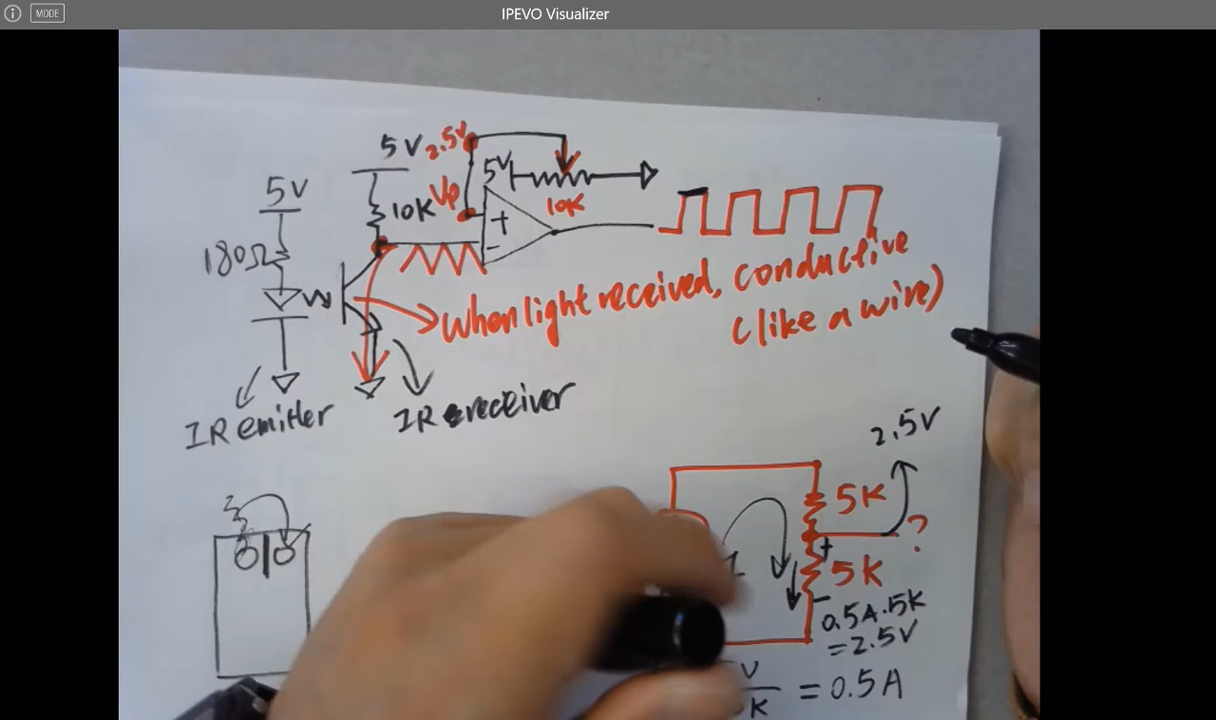 MODE
IPEVO Visualizer
5V
2.5V
5V
5V
10K
Vp
10K
+
-
180Ω
When light received, conductive
(like a wire)
IR emitter
IR receiver
2.5V
5K
?
+
5K
-
0.5A.5K
=2.5V
V
K
= 0.5A